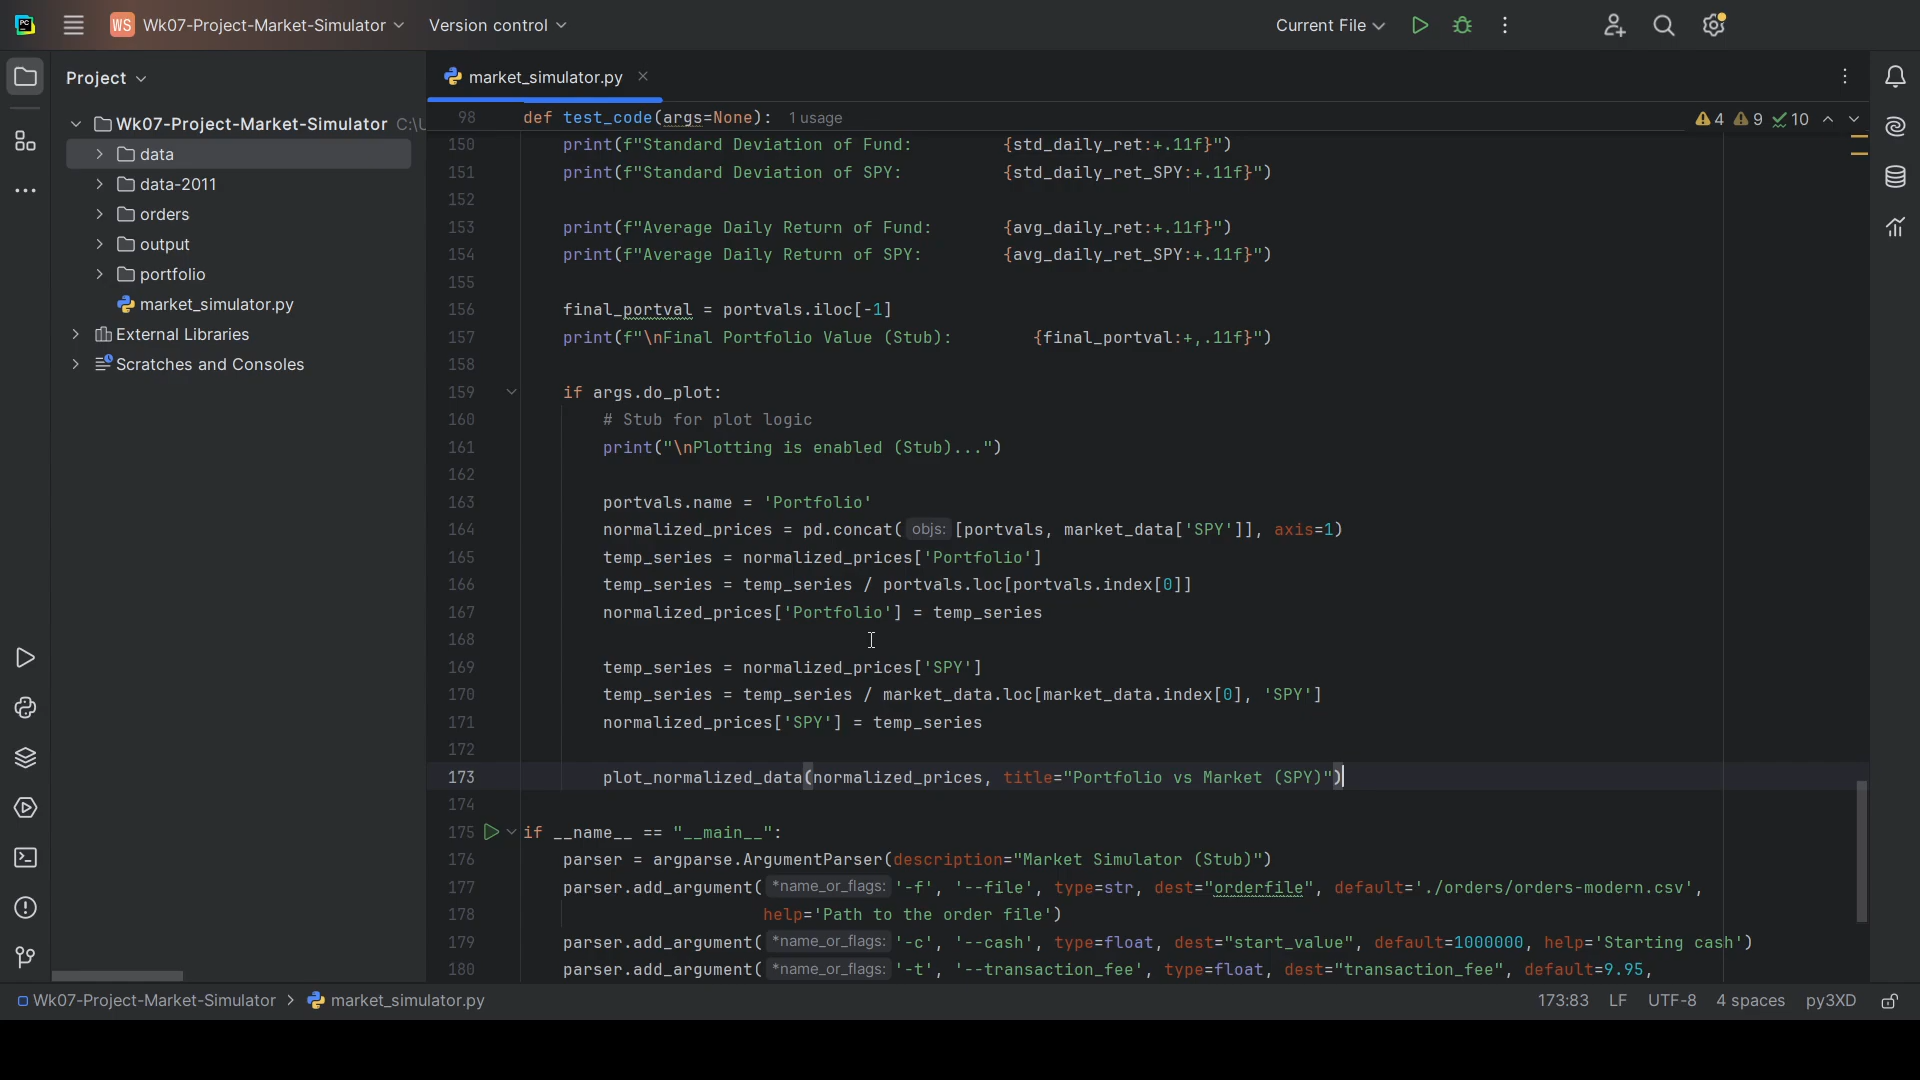 PC
WS Wk07-Project-Market-Simulator
Version control
Current File
Project
Wk07-Project-Market-Simulator C:\U
data
data-2011
orders
output
portfolio
market_simulator.py
External Libraries
Scratches and Consoles
market_simulator.py
98 def test_code(args=None): 1 usage
4 9 10
150 print(f"Standard Deviation of Fund: {std_daily_ret:+.11f}")
151 print(f"Standard Deviation of SPY: {std_daily_ret_SPY:+.11f}")
152
153 print(f"Average Daily Return of Fund: {avg_daily_ret:+.11f}")
154 print(f"Average Daily Return of SPY: {avg_daily_ret_SPY:+.11f}")
155
156 final_portval = portvals.iloc[-1]
157 print(f"\nFinal Portfolio Value (Stub): {final_portval:+,.11f}")
158
159 if args.do_plot:
160 # Stub for plot logic
161 print("\nPlotting is enabled (Stub)...")
162
163 portvals.name = 'Portfolio'
164 normalized_prices = pd.concat( objs: [portvals, market_data['SPY']], axis=1)
165 temp_series = normalized_prices['Portfolio']
166 temp_series = temp_series / portvals.loc[portvals.index[0]]
167 normalized_prices['Portfolio'] = temp_series
168
169 temp_series = normalized_prices['SPY']
170 temp_series = temp_series / market_data.loc[market_data.index[0], 'SPY']
171 normalized_prices['SPY'] = temp_series
172
173 plot_normalized_data(normalized_prices, title="Portfolio vs Market (SPY)")
174
175 if __name__ == "__main__":
176 parser = argparse.ArgumentParser(description="Market Simulator (Stub)")
177 parser.add_argument( *name_or_flags: '-f', '--file', type=str, dest="orderfile", default='./orders/orders-modern.csv',
178 help='Path to the order file')
179 parser.add_argument( *name_or_flags: '-c', '--cash', type=float, dest="start_value", default=1000000, help='Starting cash')
180 parser.add_argument( *name_or_flags: '-t', '--transaction_fee', type=float, dest="transaction_fee", default=9.95,
Wk07-Project-Market-Simulator > market_simulator.py
173:83 LF UTF-8 4 spaces py3XD